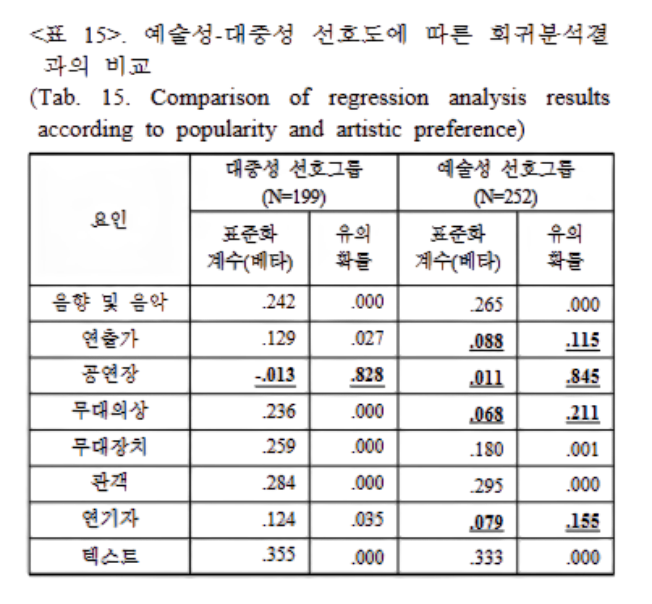 <표 15>. 예술성-대중성 선호도에 따른 회귀분석결
과의 비교
(Tab. 15. Comparison of regression analysis results
according to popularity and artistic preference)
요인 대중성 선호그룹 (N=199) 예술성 선호그룹 (N=252)
표준화 계수(베타) 유의 확률 표준화 계수(베타) 유의 확률
음향 및 음악 .242 .000 .265 .000
연출가 .129 .027 .088 .115
공연장 -.013 .828 .011 .845
무대의상 .236 .000 .068 .211
무대장치 .259 .000 .180 .001
관객 .284 .000 .295 .000
연기자 .124 .035 .079 .155
텍스트 .355 .000 .333 .000